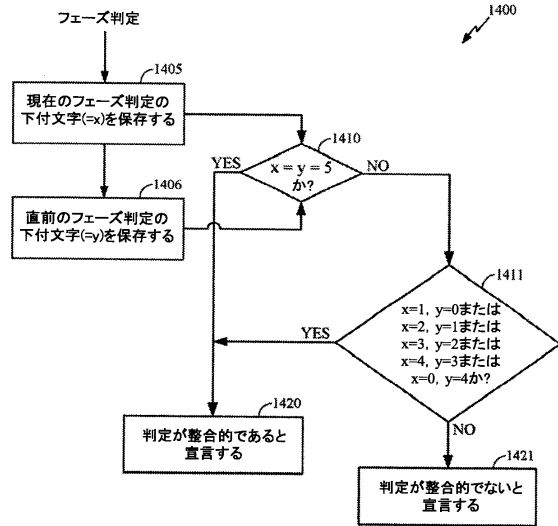 フェーズ判定
1400
1405
現在のフェーズ判定の
下付文字(=x)を保存する
1406
直前のフェーズ判定の
下付文字(=y)を保存する
1410
x = y = 5
か?
YES
NO
1411
x=1, y=0または
x=2, y=1または
x=3, y=2または
x=4, y=3または
x=0, y=4か?
YES
NO
1420
判定が整合的であると
宣言する
1421
判定が整合的でないと
宣言する